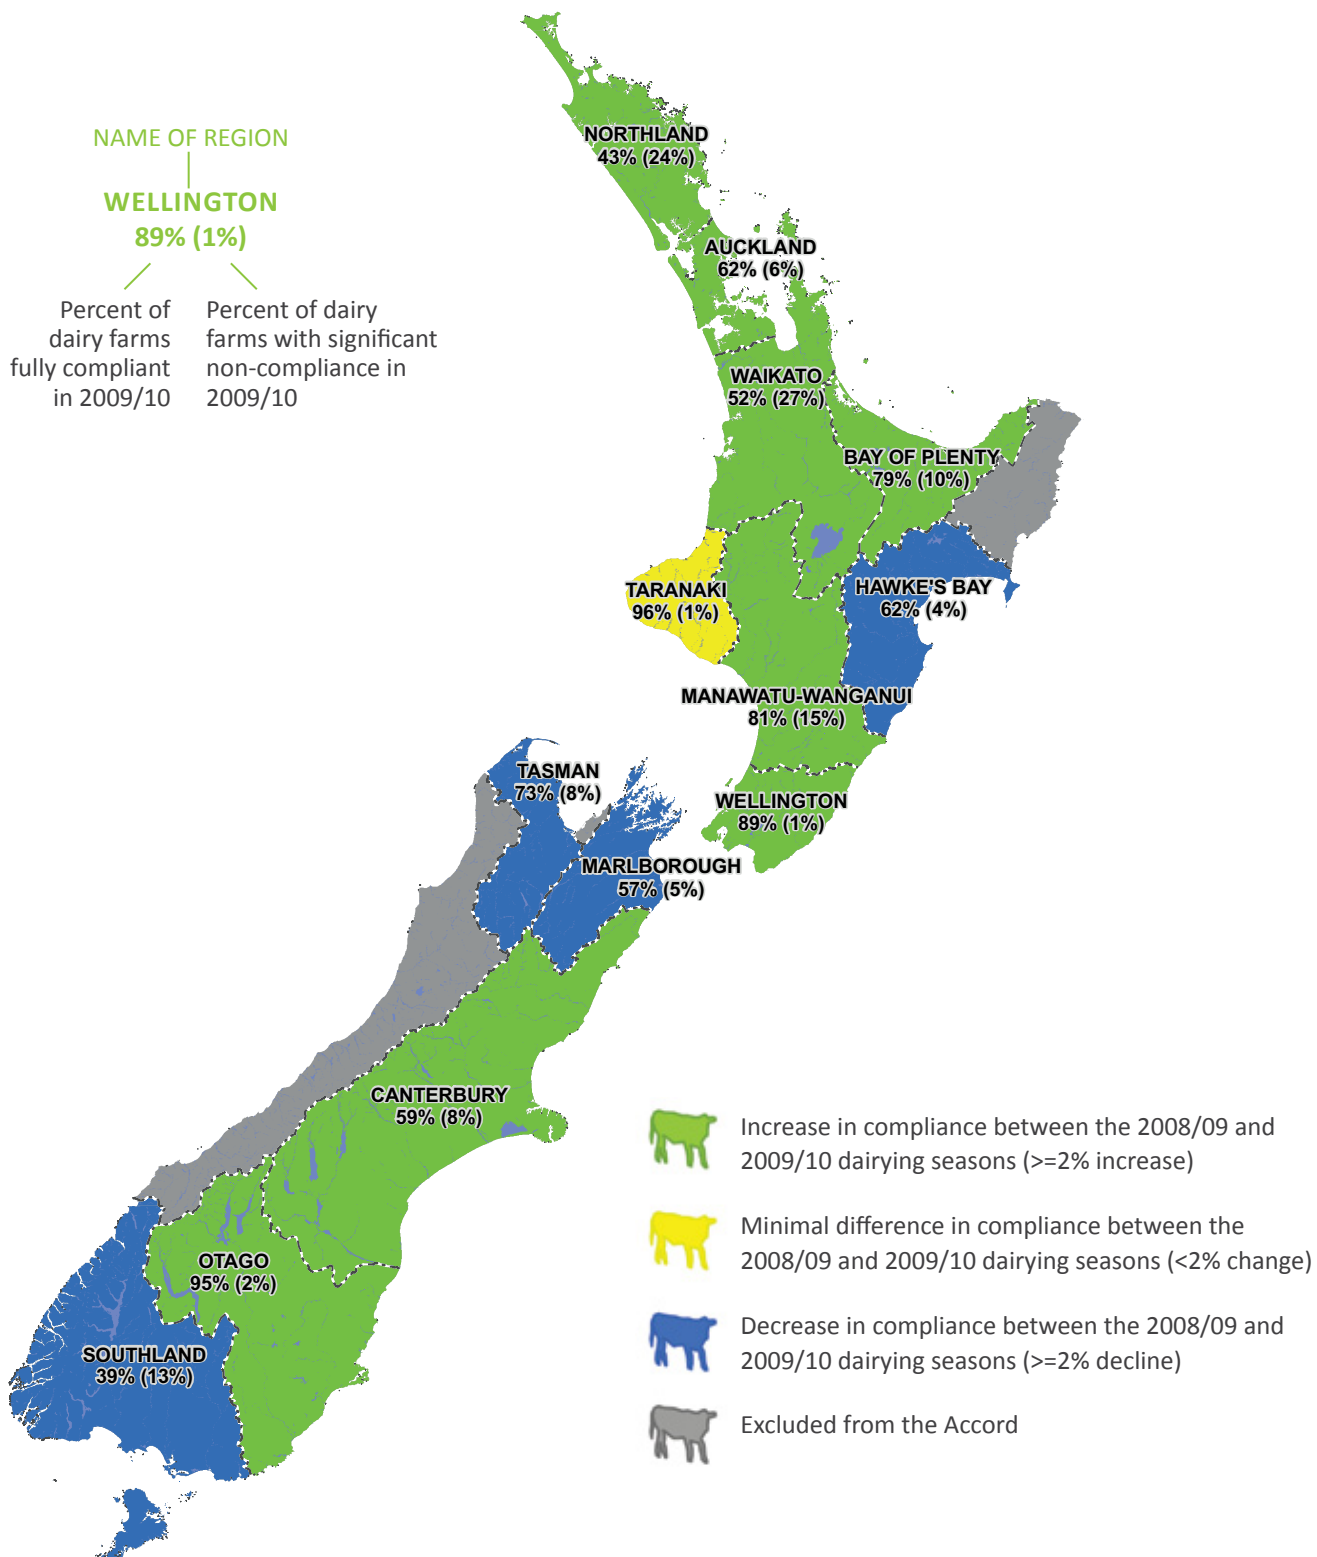 NAME OF REGION
WELLINGTON
89% (1%)
Percent of
dairy farms
fully compliant
in 2009/10
Percent of dairy
farms with significant
non-compliance in
2009/10
NORTHLAND
43% (24%)
AUCKLAND
62% (6%)
WAIKATO
52% (27%)
BAY OF PLENTY
79% (10%)
TARANAKI
96% (1%)
HAWKE'S BAY
62% (4%)
MANAWATU-WANGANUI
81% (15%)
WELLINGTON
89% (1%)
TASMAN
73% (8%)
MARLBOROUGH
57% (5%)
CANTERBURY
59% (8%)
OTAGO
95% (2%)
SOUTHLAND
39% (13%)
Increase in compliance between the 2008/09 and
2009/10 dairying seasons (>=2% increase)
Minimal difference in compliance between the
2008/09 and 2009/10 dairying seasons (<2% change)
Decrease in compliance between the 2008/09 and
2009/10 dairying seasons (>=2% decline)
Excluded from the Accord